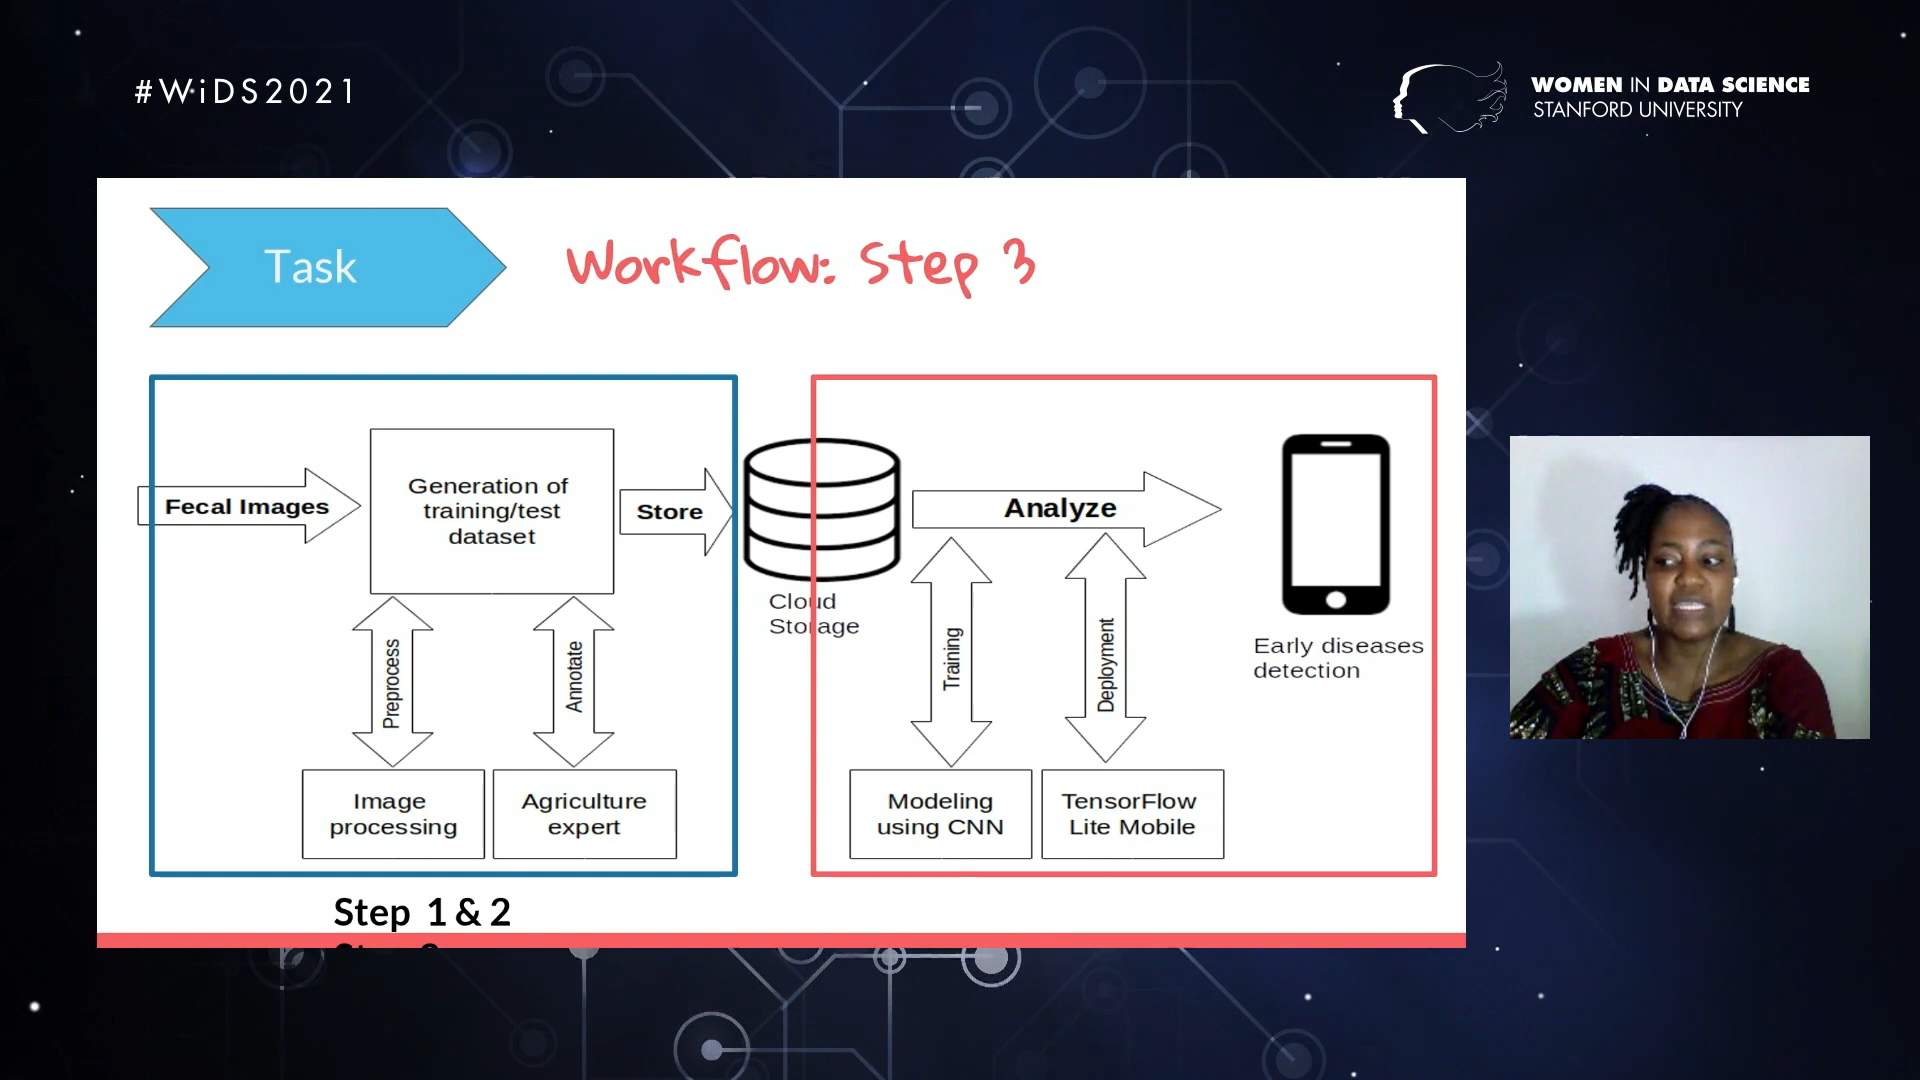 #WiDS2021
WOMEN IN DATA SCIENCE
STANFORD UNIVERSITY
Task
Workflow: Step 3
Fecal Images
Generation of
training/test
dataset
Store
Cloud
Storage
Analyze
Early diseases
detection
Preprocess
Annotate
Training
Deployment
Image
processing
Agriculture
expert
Modeling
using CNN
TensorFlow
Lite Mobile
Step 1 & 2